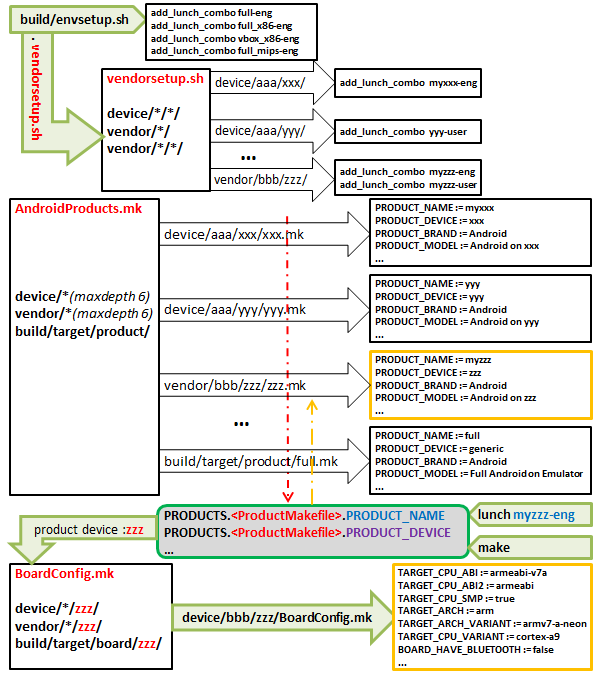 build/envsetup.sh
add_lunch_combo full-eng
add_lunch_combo full_x86-eng
add_lunch_combo vbox_x86-eng
add_lunch_combo full_mips-eng
. vendorsetup.sh
vendorsetup.sh
device/*/*/
vendor/*/
vendor/*/*/
device/aaa/xxx/
add_lunch_combo myxxx-eng
device/aaa/yyy/
add_lunch_combo yyy-user
...
vendor/bbb/zzz/
add_lunch_combo myzzz-eng
add_lunch_combo myzzz-user
AndroidProducts.mk
device/*(maxdepth 6)
vendor/*(maxdepth 6)
build/target/product/
device/aaa/xxx/xxx.mk
PRODUCT_NAME := myxxx
PRODUCT_DEVICE := xxx
PRODUCT_BRAND := Android
PRODUCT_MODEL := Android on xxx
...
device/aaa/yyy/yyy.mk
PRODUCT_NAME := yyy
PRODUCT_DEVICE := yyy
PRODUCT_BRAND := Android
PRODUCT_MODEL := Android on yyy
...
vendor/bbb/zzz/zzz.mk
PRODUCT_NAME := myzzz
PRODUCT_DEVICE := zzz
PRODUCT_BRAND := Android
PRODUCT_MODEL := Android on zzz
...
...
build/target/product/full.mk
PRODUCT_NAME := full
PRODUCT_DEVICE := generic
PRODUCT_BRAND := Android
PRODUCT_MODEL := Full Android on Emulator
...
PRODUCTS.<ProductMakefile>.PRODUCT_NAME
PRODUCTS.<ProductMakefile>.PRODUCT_DEVICE
...
lunch myzzz-eng
make
product device :zzz
BoardConfig.mk
device/*/zzz/
vendor/*/zzz/
build/target/board/zzz/
device/bbb/zzz/BoardConfig.mk
TARGET_CPU_ABI := armeabi-v7a
TARGET_CPU_ABI2 := armeabi
TARGET_CPU_SMP := true
TARGET_ARCH := arm
TARGET_ARCH_VARIANT := armv7-a-neon
TARGET_CPU_VARIANT := cortex-a9
BOARD_HAVE_BLUETOOTH := false
...